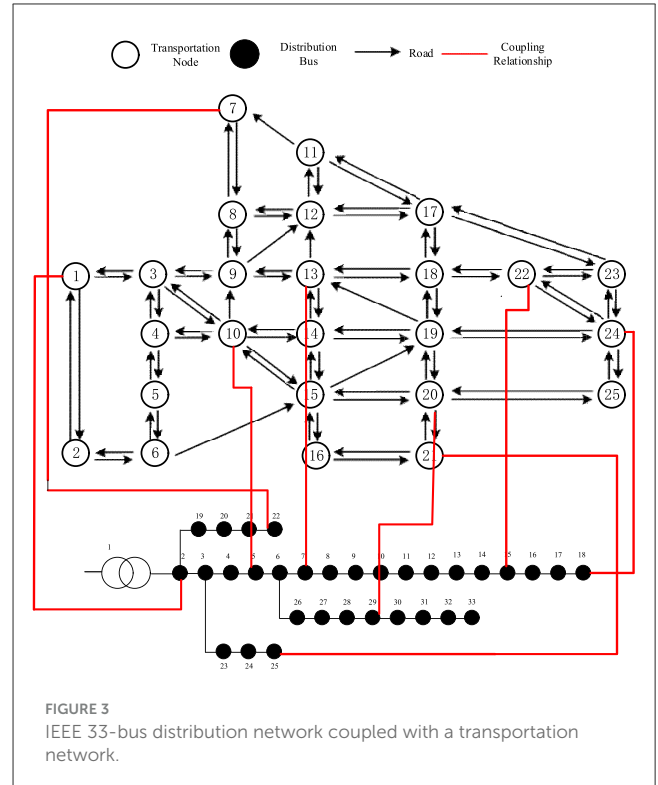 Transportation Node
Distribution Bus
Road
Coupling Relationship
7
11
8
12
17
1
3
9
13
18
22
23
4
10
14
19
24
5
15
20
25
2
6
16
21
19 20 21 22
1
2 3 4 5 6 7 8 9 10 11 12 13 14 15 16 17 18
26 27 28 29 30 31 32 33
23 24 25
FIGURE 3
IEEE 33-bus distribution network coupled with a transportation
network.